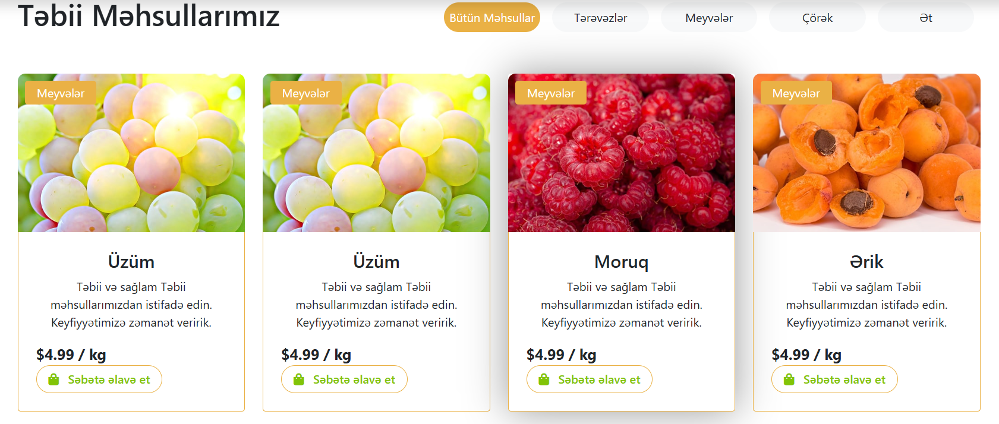 Təbii Məhsullarımız
Bütün Məhsullar
Tərəvəzlər
Meyvələr
Çörək
Ət
Meyvələr
Meyvələr
Meyvələr
Meyvələr
Üzüm
Təbii və sağlam Təbii
məhsullarımızdan istifadə edin.
Keyfiyyətimizə zəmanət veririk.
$4.99 / kg
Səbətə əlavə et
Üzüm
Təbii və sağlam Təbii
məhsullarımızdan istifadə edin.
Keyfiyyətimizə zəmanət veririk.
$4.99 / kg
Səbətə əlavə et
Moruq
Təbii və sağlam Təbii
məhsullarımızdan istifadə edin.
Keyfiyyətimizə zəmanət veririk.
$4.99 / kg
Səbətə əlavə et
Ərik
Təbii və sağlam Təbii
məhsullarımızdan istifadə edin.
Keyfiyyətimizə zəmanət veririk.
$4.99 / kg
Səbətə əlavə et